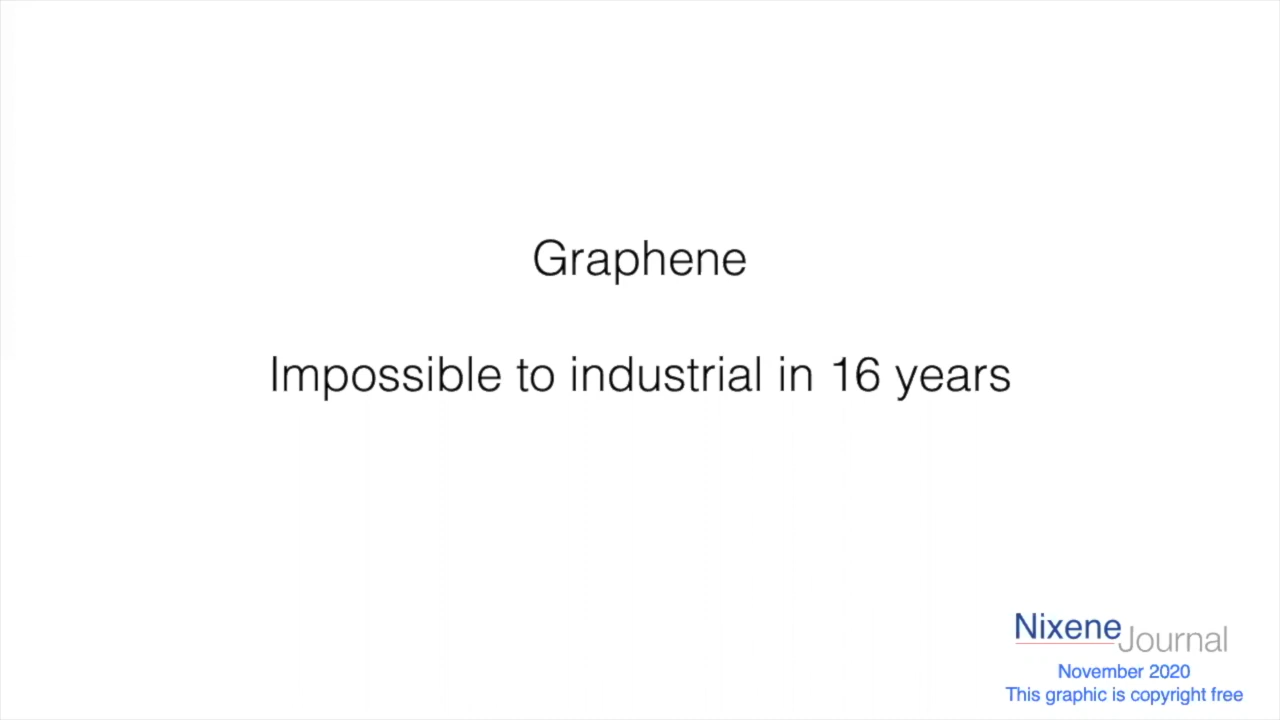 Graphene
Impossible to industrial in 16 years
Nixene Journal
November 2020
This graphic is copyright free